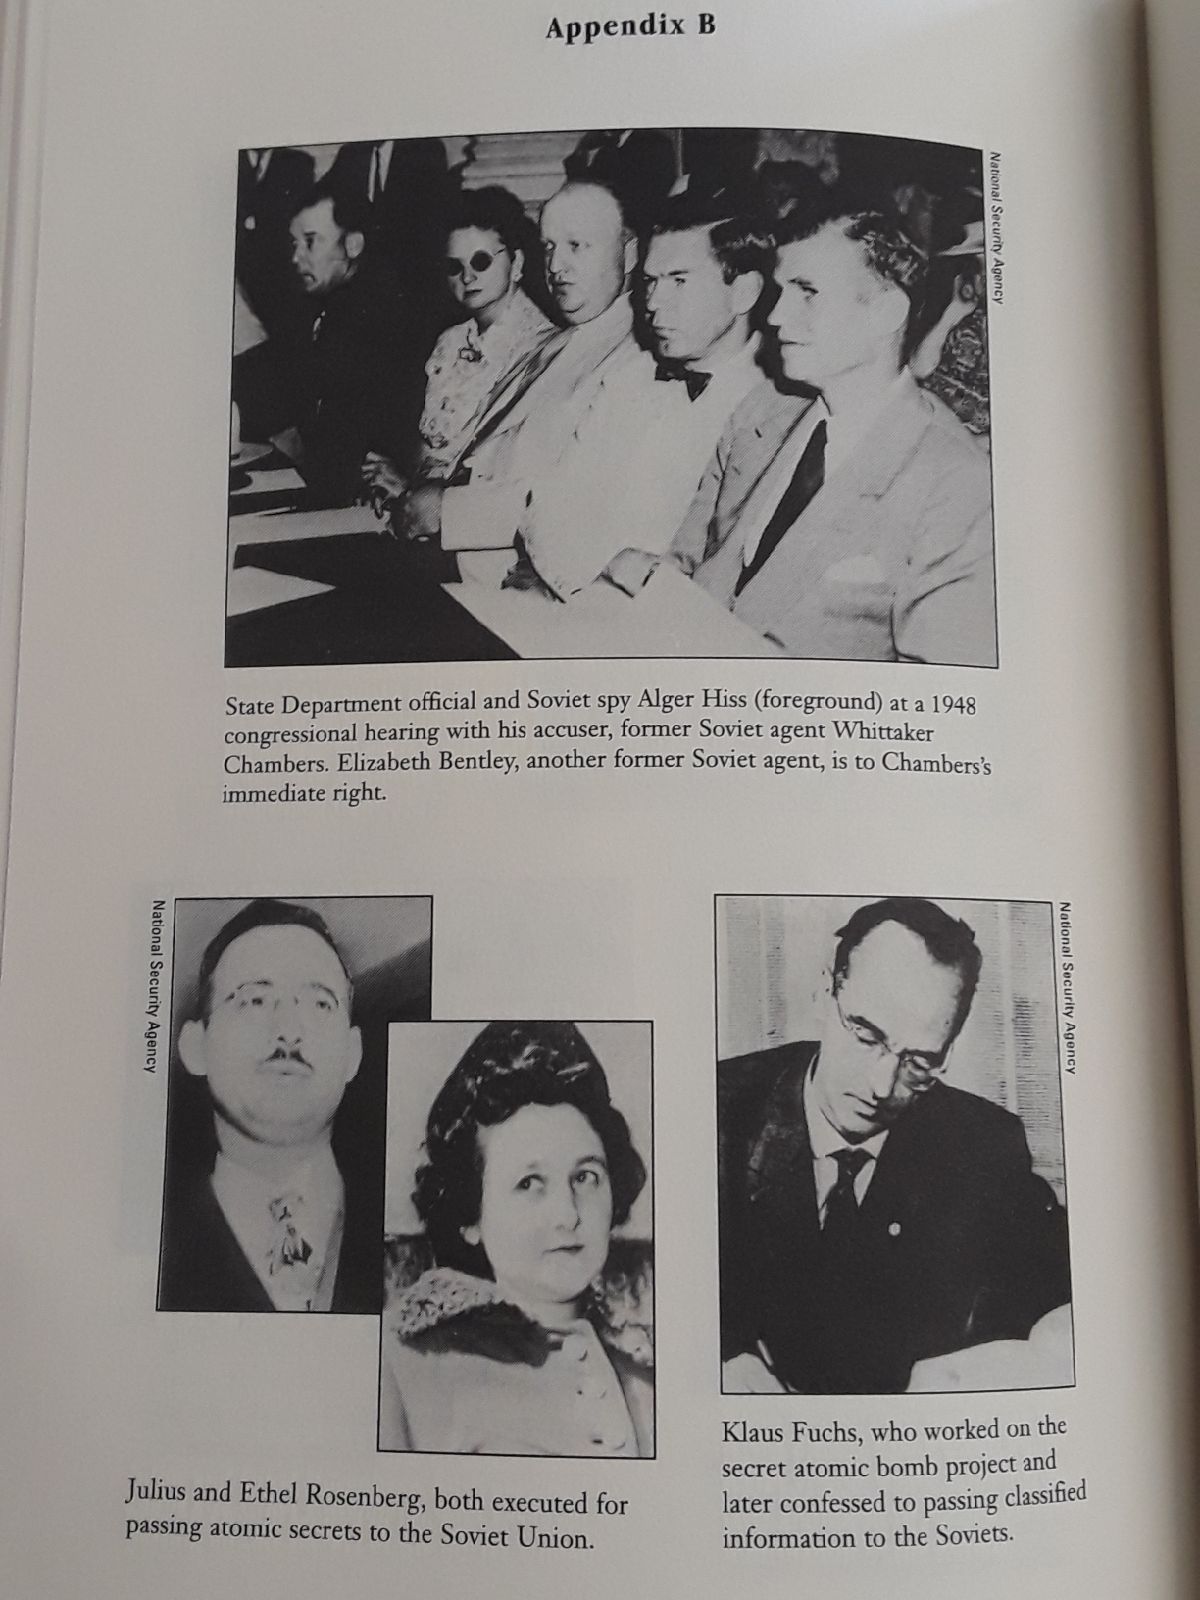 Appendix B
National Security Agency
State Department official and Soviet spy Alger Hiss (foreground) at a 1948
congressional hearing with his accuser, former Soviet agent Whittaker
Chambers. Elizabeth Bentley, another former Soviet agent, is to Chambers's
immediate right.
National Security Agency
Julius and Ethel Rosenberg, both executed for
passing atomic secrets to the Soviet Union.
National Security Agency
Klaus Fuchs, who worked on the
secret atomic bomb project and
later confessed to passing classified
information to the Soviets.